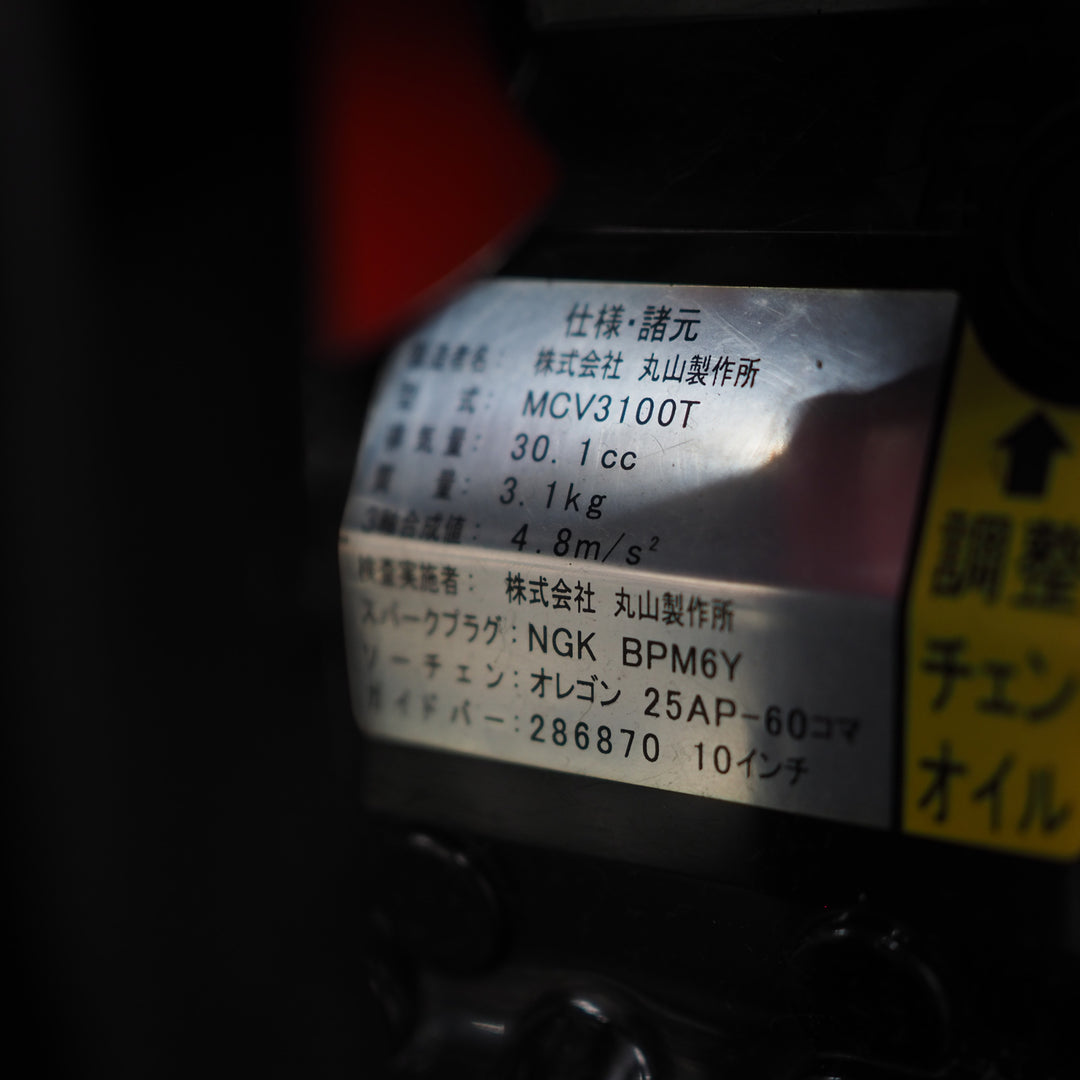 仕様・諸元
製造者名: 株式会社 丸山製作所
型 式: MCV3100T
排気量: 30.1cc
質 量: 3.1kg
3軸合成値: 4.8m/s²
検査実施者: 株式会社 丸山製作所
スパークプラグ:NGK BPM6Y
ソーチェン:オレゴン 25AP-60コマ
ガイドバー:286870 10インチ
↑
調整
チェン
オイル